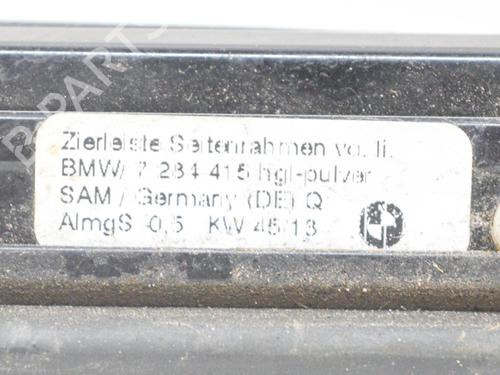 B-PARTS
Zierleiste Seitenrahmen vo. li.
BMW/ 7 284 415 hgl-pulver
SAM / Germany (DE) Q
AlmgS 0,5 KW 45/13